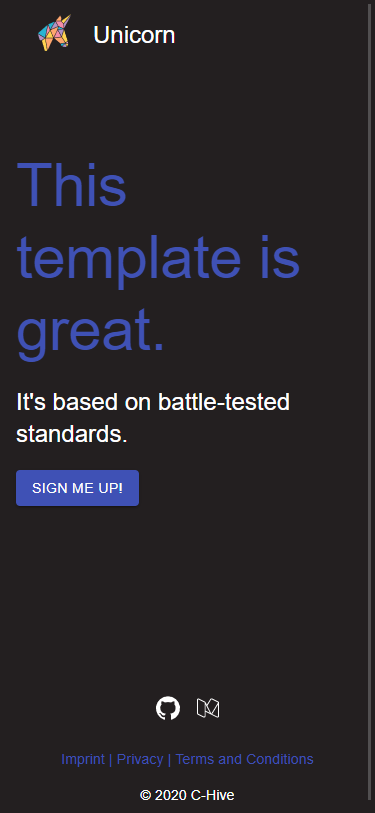 Unicorn
This
template is
great.
It's based on battle-tested
standards.
SIGN ME UP!
Imprint | Privacy | Terms and Conditions
© 2020 C-Hive